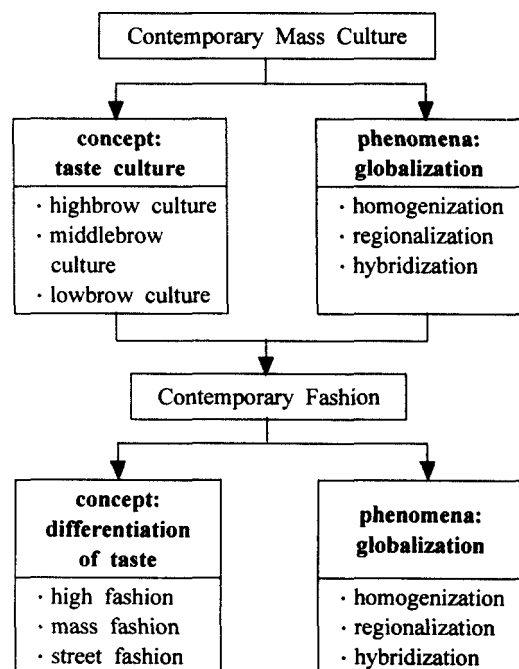 Contemporary Mass Culture
concept:
taste culture
· highbrow culture
· middlebrow
culture
· lowbrow culture
phenomena:
globalization
· homogenization
· regionalization
· hybridization
Contemporary Fashion
concept:
differentiation
of taste
· high fashion
· mass fashion
· street fashion
phenomena:
globalization
· homogenization
· regionalization
· hybridization